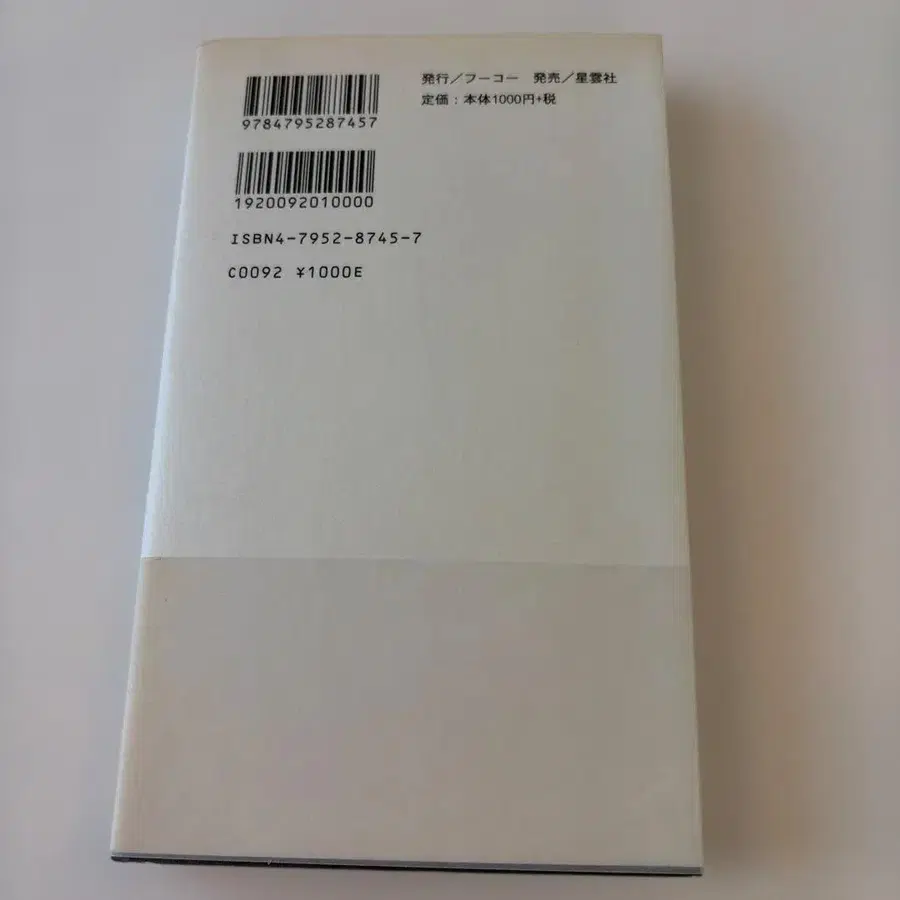 発行／フーコー　発売／星雲社
定価：本体1000円+税
9784795287457
1920092010000
ISBN4-7952-8745-7
C0092 ¥1000E